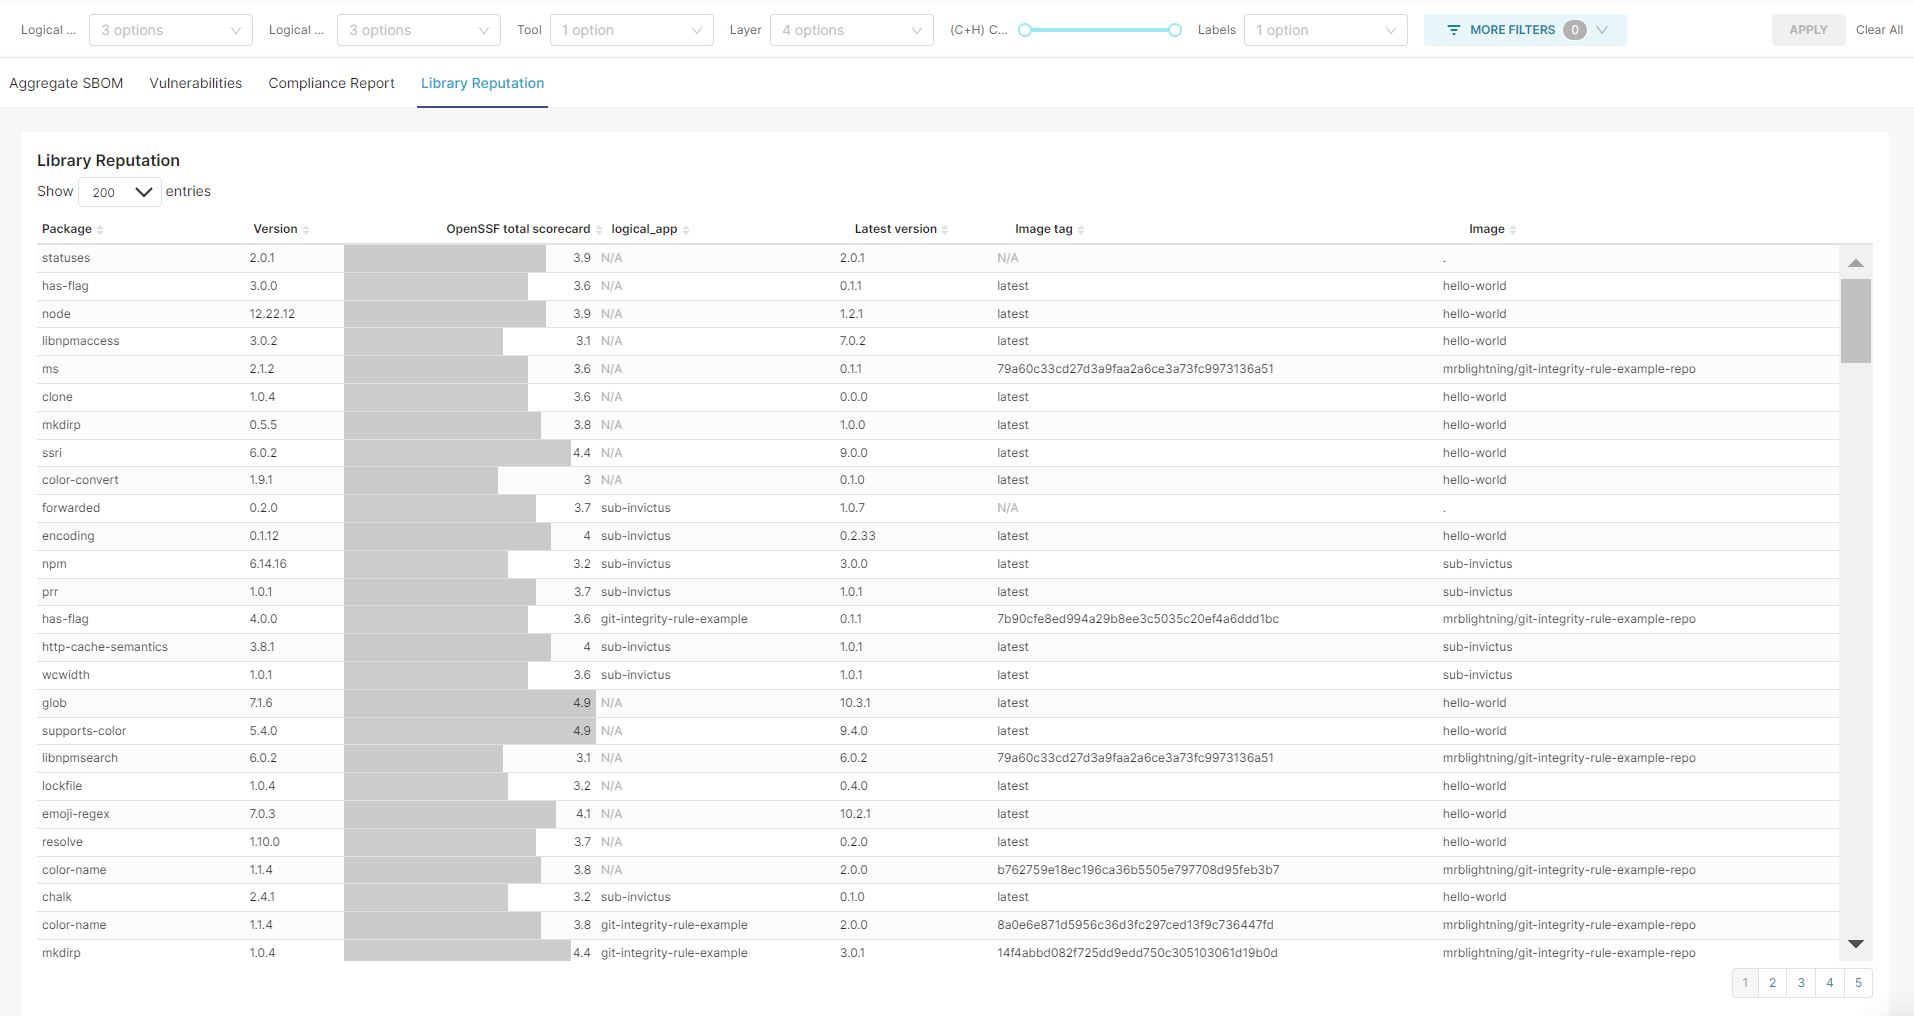 Logical ... 3 options Logical ... 3 options Tool 1 option Layer 4 options (C+H) C... Labels 1 option MORE FILTERS 0 APPLY Clear All
Aggregate SBOM Vulnerabilities Compliance Report Library Reputation
Library Reputation
Show 200 entries
Package Version OpenSSF total scorecard logical_app Latest version Image tag Image
statuses 2.0.1 3.9 N/A 2.0.1 N/A .
has-flag 3.0.0 3.6 N/A 0.1.1 latest hello-world
node 12.22.12 3.9 N/A 1.2.1 latest hello-world
libnpmaccess 3.0.2 3.1 N/A 7.0.2 latest hello-world
ms 2.1.2 3.6 N/A 0.1.1 79a60c33cd27d3a9faa2a6ce3a73fc9973136a51 mrblightning/git-integrity-rule-example-repo
clone 1.0.4 3.6 N/A 0.0.0 latest hello-world
mkdirp 0.5.5 3.8 N/A 1.0.0 latest hello-world
ssri 6.0.2 4.4 N/A 9.0.0 latest hello-world
color-convert 1.9.1 3 N/A 0.1.0 latest hello-world
forwarded 0.2.0 3.7 sub-invictus 1.0.7 N/A .
encoding 0.1.12 4 sub-invictus 0.2.33 latest hello-world
npm 6.14.16 3.2 sub-invictus 3.0.0 latest sub-invictus
prr 1.0.1 3.7 sub-invictus 1.0.1 latest sub-invictus
has-flag 4.0.0 3.6 git-integrity-rule-example 0.1.1 7b90cfe8ed994a29b8ee3c5035c20ef4a6ddd1bc mrblightning/git-integrity-rule-example-repo
http-cache-semantics 3.8.1 4 sub-invictus 1.0.1 latest sub-invictus
wcwidth 1.0.1 3.6 sub-invictus 1.0.1 latest sub-invictus
glob 7.1.6 4.9 N/A 10.3.1 latest hello-world
supports-color 5.4.0 4.9 N/A 9.4.0 latest hello-world
libnpmsearch 6.0.2 3.1 N/A 6.0.2 79a60c33cd27d3a9faa2a6ce3a73fc9973136a51 mrblightning/git-integrity-rule-example-repo
lockfile 1.0.4 3.2 N/A 0.4.0 latest hello-world
emoji-regex 7.0.3 4.1 N/A 10.2.1 latest hello-world
resolve 1.10.0 3.7 N/A 0.2.0 latest hello-world
color-name 1.1.4 3.8 N/A 2.0.0 b762759e18ec196ca36b5505e797708d95feb3b7 mrblightning/git-integrity-rule-example-repo
chalk 2.4.1 3.2 sub-invictus 0.1.0 latest hello-world
color-name 1.1.4 3.8 git-integrity-rule-example 2.0.0 8a0e6e871d5956c36d3fc297ced13f9c736447fd mrblightning/git-integrity-rule-example-repo
mkdirp 1.0.4 4.4 git-integrity-rule-example 3.0.1 14f4abbd082f725dd9edd750c305103061d19b0d mrblightning/git-integrity-rule-example-repo
1 2 3 4 5